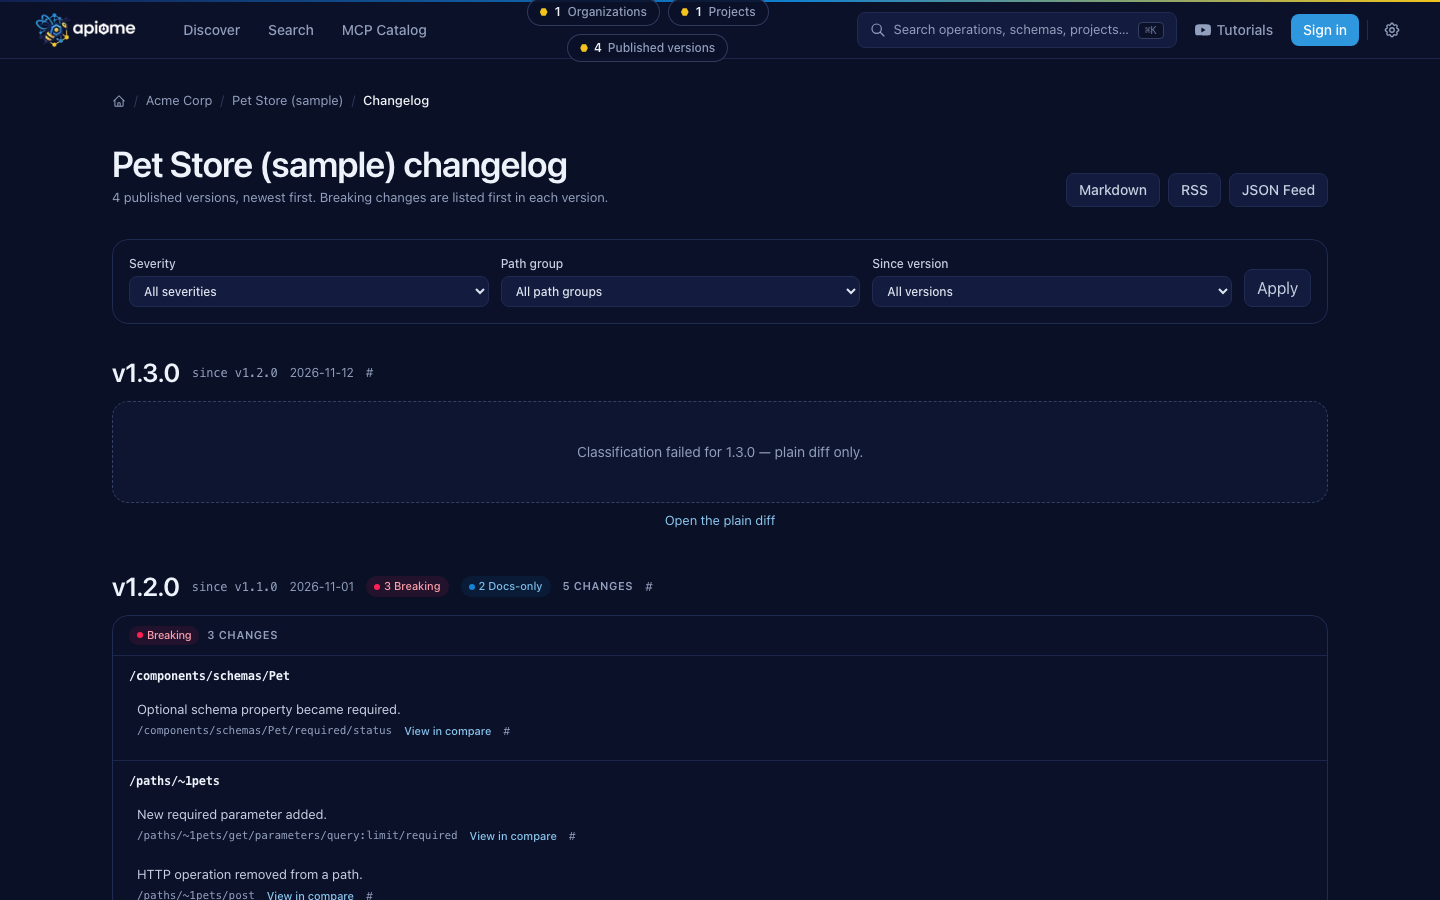 apiome
Discover
Search
MCP Catalog
1 Organizations
1 Projects
4 Published versions
Search operations, schemas, projects...
⌘K
Tutorials
Sign in
/ Acme Corp / Pet Store (sample) / Changelog
Pet Store (sample) changelog
4 published versions, newest first. Breaking changes are listed first in each version.
Markdown
RSS
JSON Feed
Severity
All severities
Path group
All path groups
Since version
All versions
Apply
v1.3.0 since v1.2.0 2026-11-12 #
Classification failed for 1.3.0 — plain diff only.
Open the plain diff
v1.2.0 since v1.1.0 2026-11-01 3 Breaking 2 Docs-only 5 CHANGES #
Breaking 3 CHANGES
/components/schemas/Pet
Optional schema property became required.
/components/schemas/Pet/required/status View in compare #
/paths/~1pets
New required parameter added.
/paths/~1pets/get/parameters/query:limit/required View in compare #
HTTP operation removed from a path.
/paths/~1pets/post View in compare #